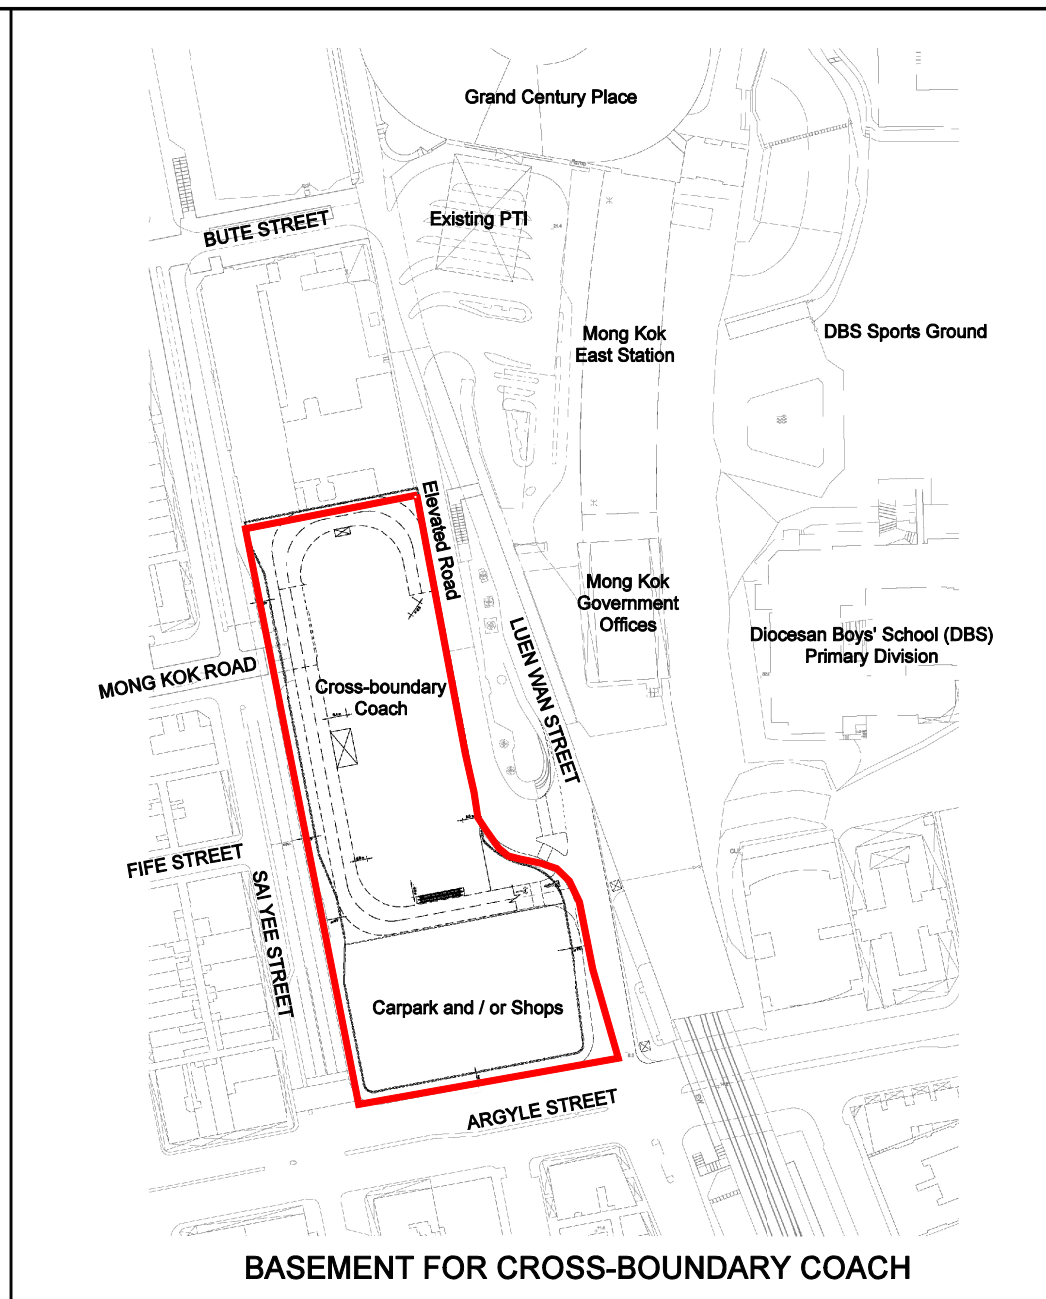 Grand Century Place
BUTE STREET
Existing PTI
Mong Kok
East Station
DBS Sports Ground
Elevated Road
Mong Kok
Government
Offices
LUEN WAN STREET
Diocesan Boys' School (DBS)
Primary Division
MONG KOK ROAD
Cross-boundary
Coach
FIFE STREET
SAI YEE STREET
Carpark and / or Shops
ARGYLE STREET
BASEMENT FOR CROSS-BOUNDARY COACH